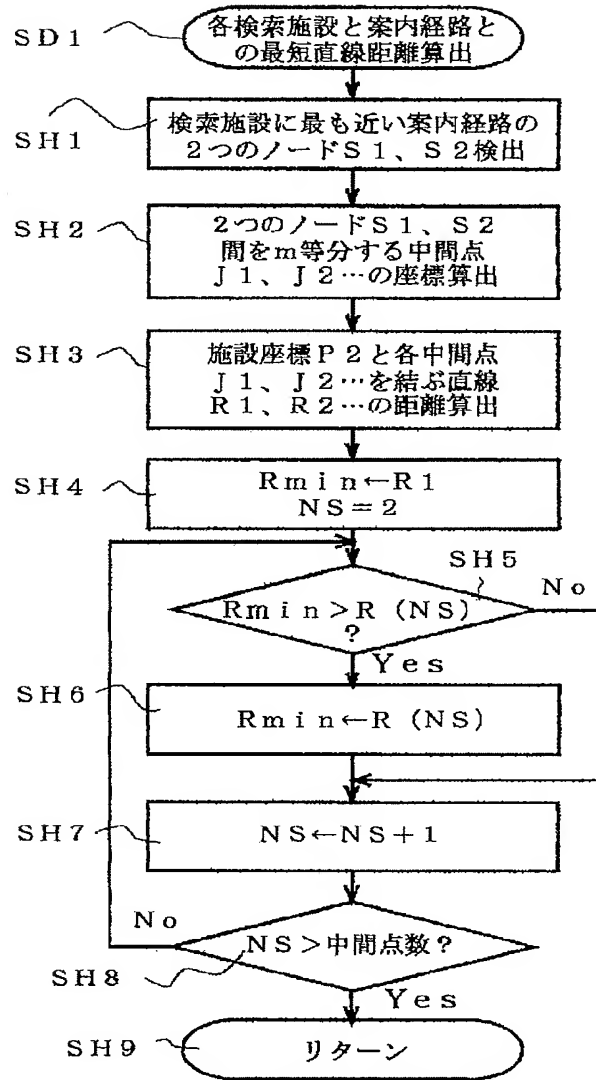 SD1
各検索施設と案内経路と
の最短直線距離算出
SH1
検索施設に最も近い案内経路の
2つのノードS1、S2検出
SH2
2つのノードS1、S2
間をm等分する中間点
J1、J2…の座標算出
SH3
施設座標P2と各中間点
J1、J2…を結ぶ直線
R1、R2…の距離算出
SH4
Rmin←R1
NS=2
SH5
No
Rmin>R(NS)
?
Yes
SH6
Rmin←R(NS)
SH7
NS←NS+1
No
NS>中間点数?
SH8
Yes
SH9
リターン